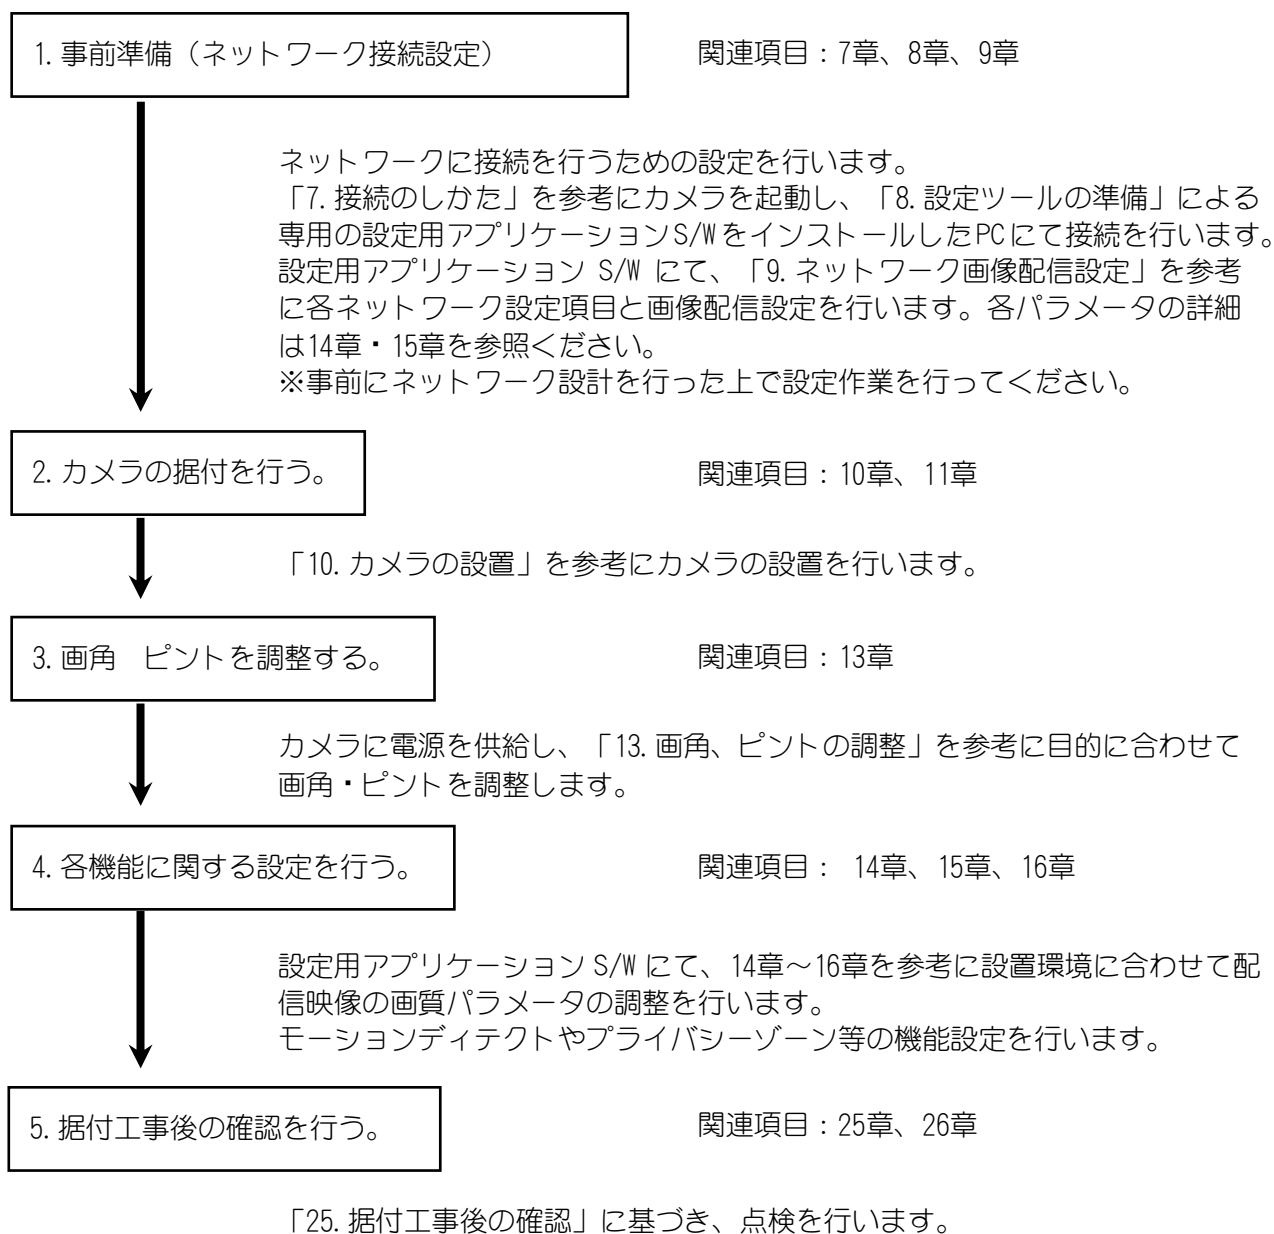 1.事前準備（ネットワーク接続設定）　関連項目：7章、8章、9章
ネットワークに接続を行うための設定を行います。
「7.接続のしかた」を参考にカメラを起動し、「8.設定ツールの準備」による
専用の設定用アプリケーションS/WをインストールしたPCにて接続を行います。
設定用アプリケーション S/W にて、「9.ネットワーク画像配信設定」を参考
に各ネットワーク設定項目と画像配信設定を行います。各パラメータの詳細
は14章・15章を参照ください。
※事前にネットワーク設計を行った上で設定作業を行ってください。
2.カメラの据付を行う。　関連項目：10章、11章
「10.カメラの設置」を参考にカメラの設置を行います。
3.画角　ピントを調整する。　関連項目：13章
カメラに電源を供給し、「13.画角、ピントの調整」を参考に目的に合わせて
画角・ピントを調整します。
4.各機能に関する設定を行う。　関連項目： 14章、15章、16章
設定用アプリケーション S/W にて、14章～16章を参考に設置環境に合わせて配
信映像の画質パラメータの調整を行います。
モーションディテクトやプライバシーゾーン等の機能設定を行います。
5.据付工事後の確認を行う。　関連項目：25章、26章
「25.据付工事後の確認」に基づき、点検を行います。